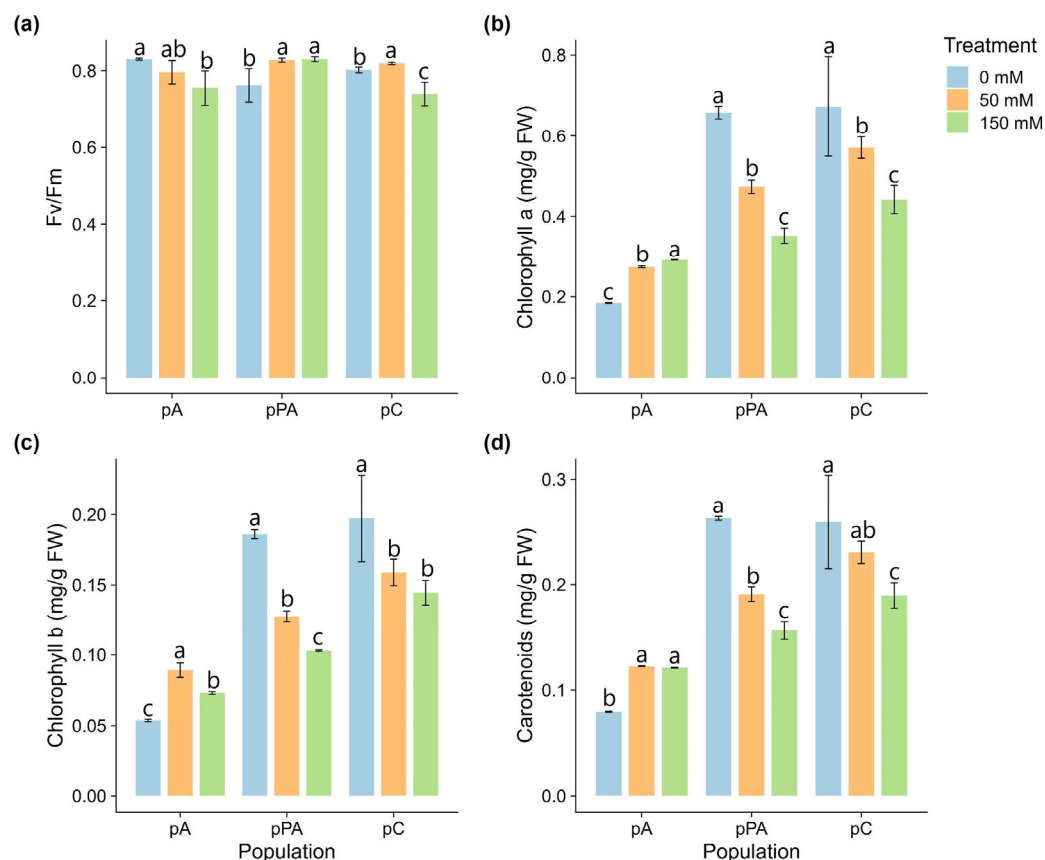 (a)
a ab b b a a b a c
0.8
0.6
0.4
0.2
0.0
Fv/Fm
pA pPA pC
(b)
c b a a b c a b c
0.8
0.6
0.4
0.2
0.0
Chlorophyll a (mg/g FW)
pA pPA pC
Treatment
0 mM
50 mM
150 mM
(c)
c a b a b c a b b
0.20
0.15
0.10
0.05
0.00
Chlorophyll b (mg/g FW)
pA pPA pC
Population
(d)
b a a a b c a ab c
0.3
0.2
0.1
0.0
Carotenoids (mg/g FW)
pA pPA pC
Population